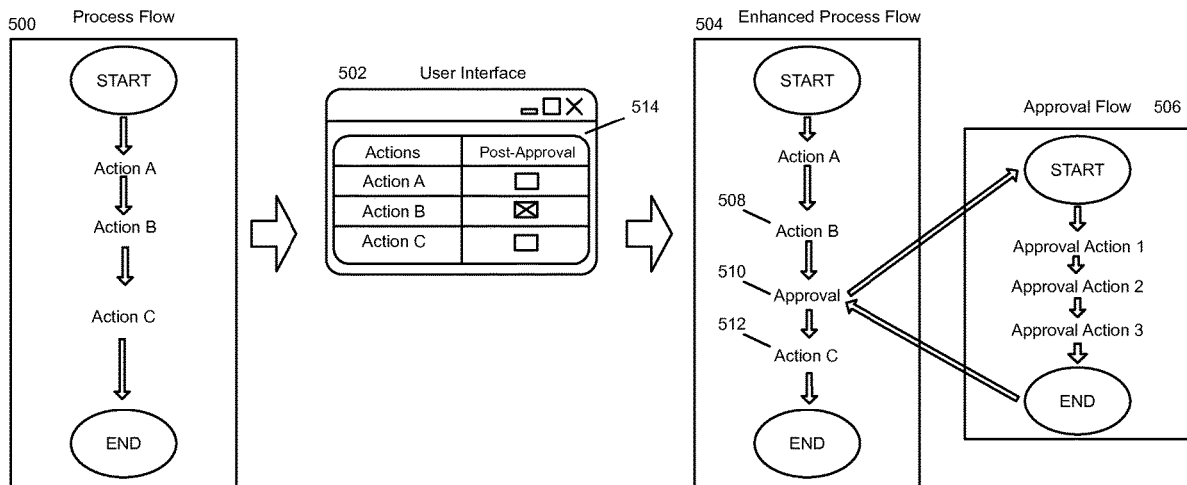 500
Process Flow
START
Action A
Action B
Action C
END
502
User Interface
514
Actions
Post-Approval
Action A
Action B
Action C
504
Enhanced Process Flow
START
Action A
508
Action B
510
Approval
512
Action C
END
Approval Flow
506
START
Approval Action 1
Approval Action 2
Approval Action 3
END